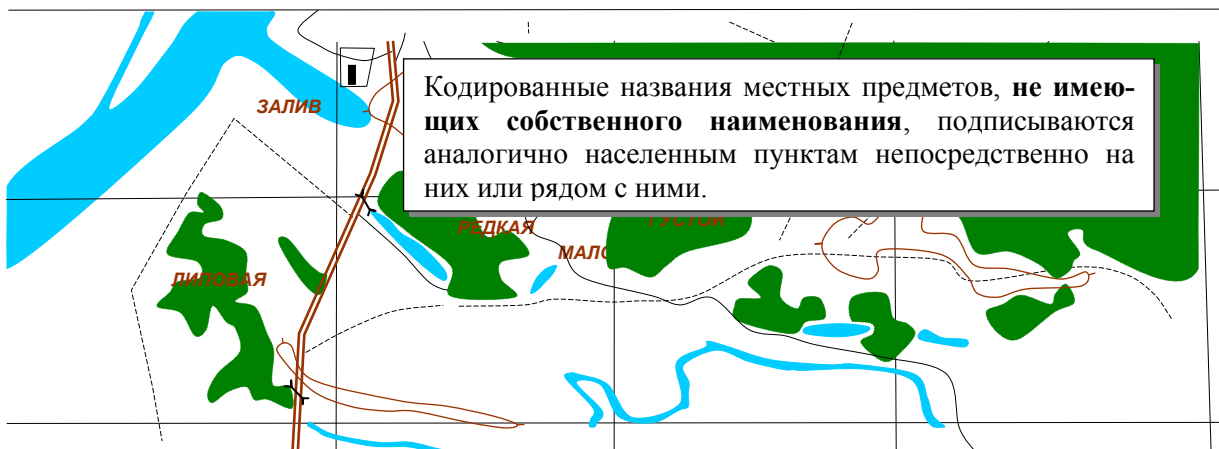 Кодированные названия местных предметов, не имею-
щих собственного наименования, подписываются
аналогично населенным пунктам непосредственно на
них или рядом с ними.
ЗАЛИВ
РЕДКАЯ
ГУСТОЙ
ЛИПОВАЯ